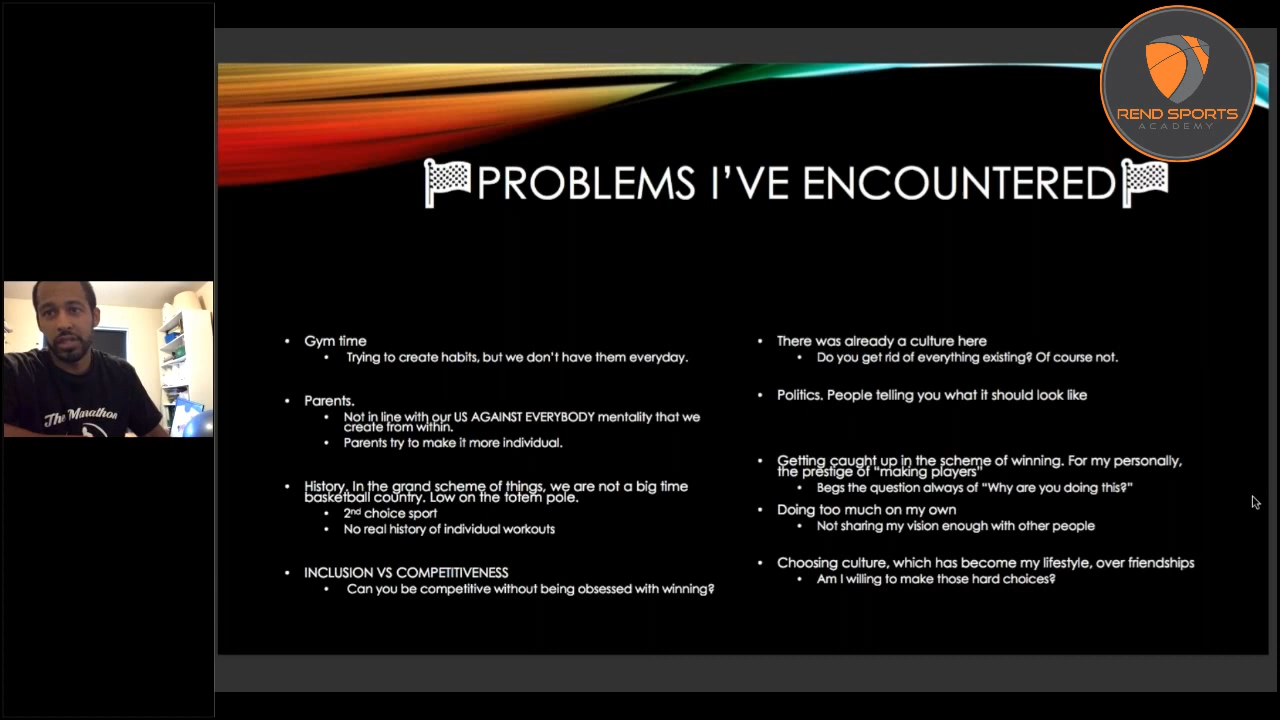 REND SPORTS
ACADEMY
PROBLEMS I'VE ENCOUNTERED
• Gym time
• Trying to create habits, but we don't have them everyday.
• Parents.
• Not in line with our US AGAINST EVERYBODY mentality that we
create from within.
• Parents try to make it more individual.
• History. In the grand scheme of things, we are not a big time
basketball country. Low on the totem pole.
• 2nd choice sport
• No real history of individual workouts
• INCLUSION VS COMPETITIVENESS
• Can you be competitive without being obsessed with winning?
• There was already a culture here
• Do you get rid of everything existing? Of course not.
• Politics. People telling you what it should look like
• Getting caught up in the scheme of winning. For my personally,
the prestige of "making players"
• Begs the question always of "Why are you doing this?"
• Doing too much on my own
• Not sharing my vision enough with other people
• Choosing culture, which has become my lifestyle, over friendships
• Am I willing to make those hard choices?
The Marathon